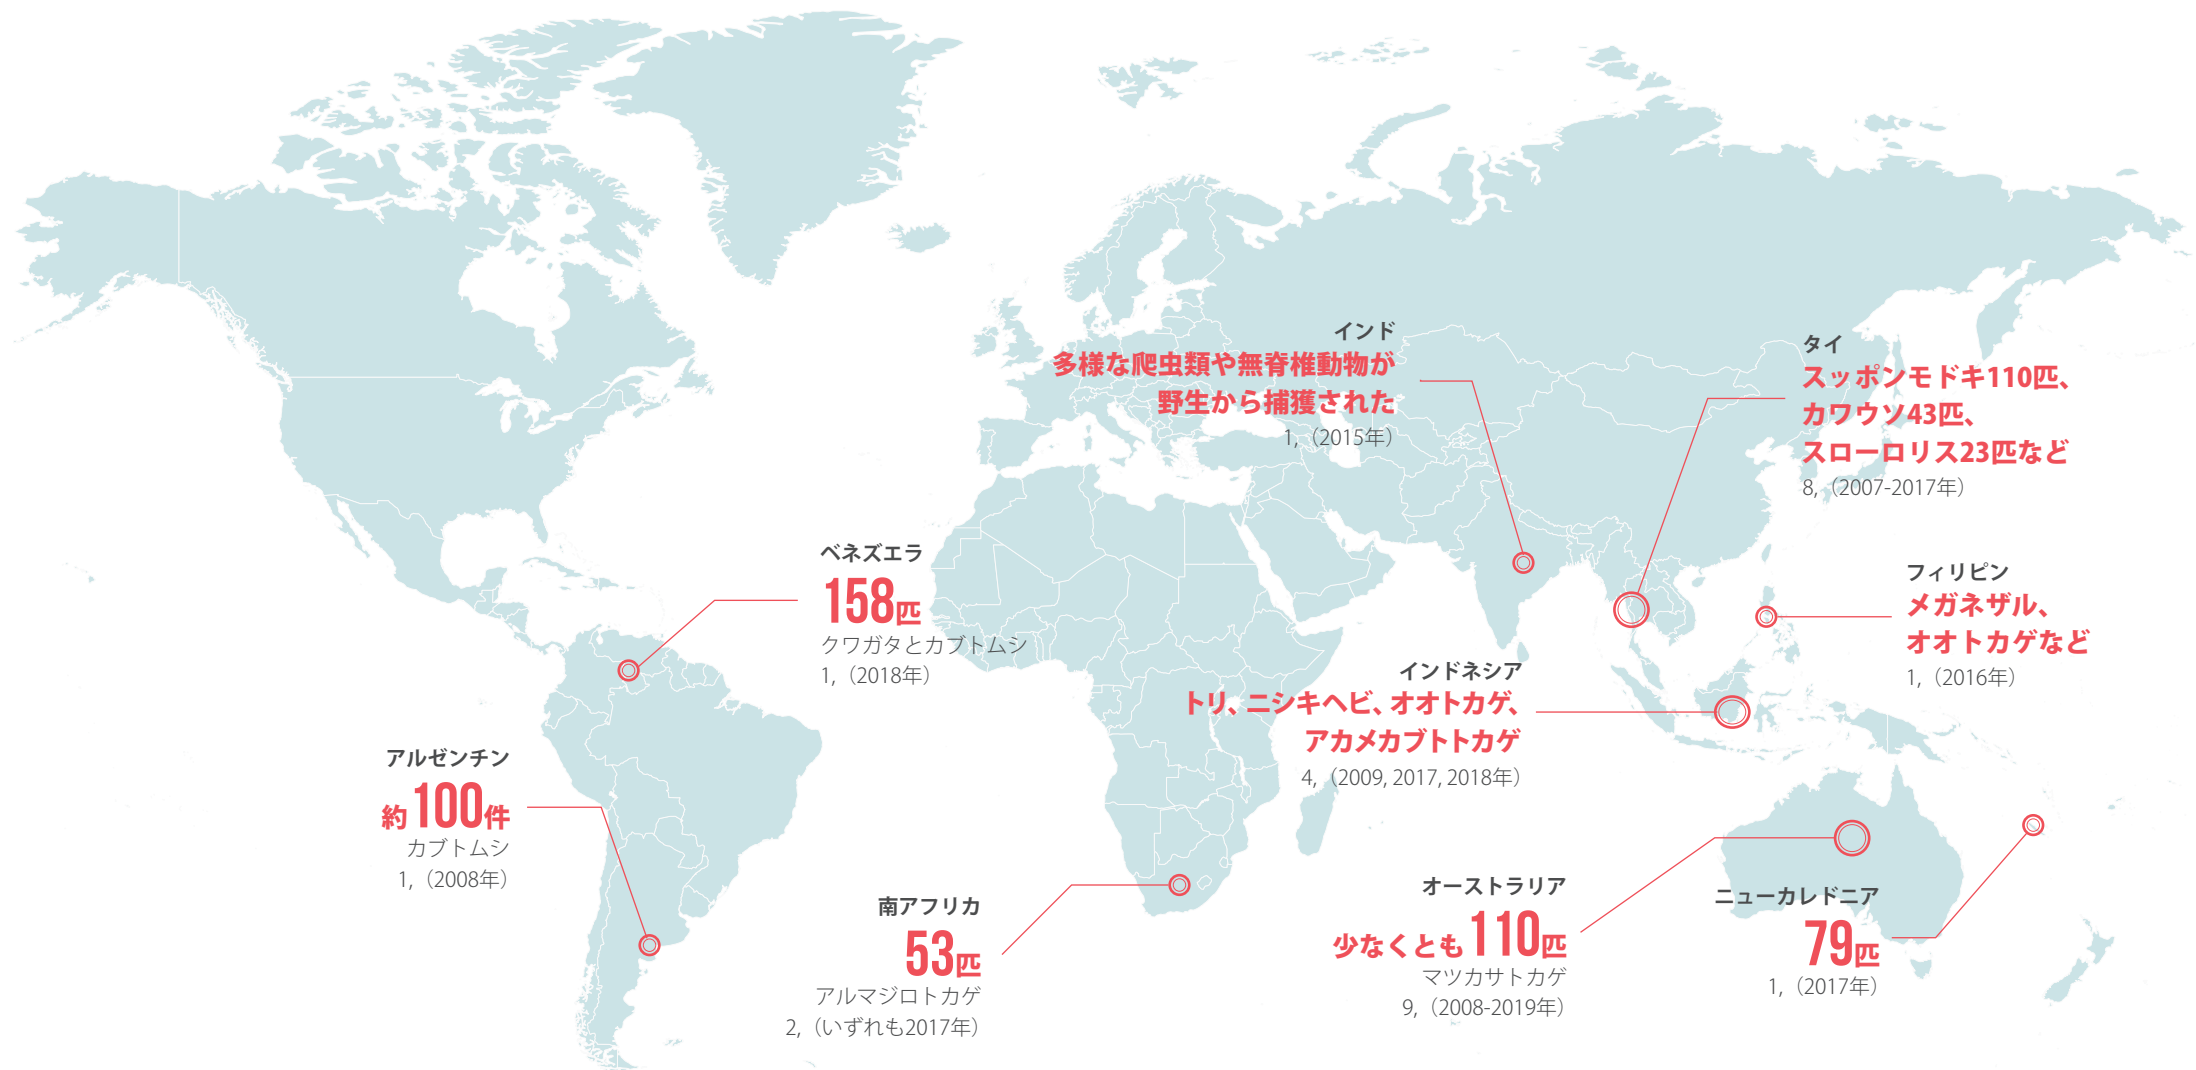 インド
多様な爬虫類や無脊椎動物が
野生から捕獲された
1,（2015年）
タイ
スッポンモドキ110匹、
カワウソ43匹、
スローロリス23匹など
8,（2007-2017年）
ベネズエラ
158匹
クワガタとカブトムシ
1,（2018年）
フィリピン
メガネザル、
オオトカゲなど
1,（2016年）
インドネシア
トリ、ニシキヘビ、オオトカゲ、
アカメカブトトカゲ
4,（2009, 2017, 2018年）
アルゼンチン
約100件
カブトムシ
1,（2008年）
南アフリカ
53匹
アルマジロトカゲ
2,（いずれも2017年）
オーストラリア
少なくとも110匹
マツカサトカゲ
9,（2008-2019年）
ニューカレドニア
79匹
1,（2017年）